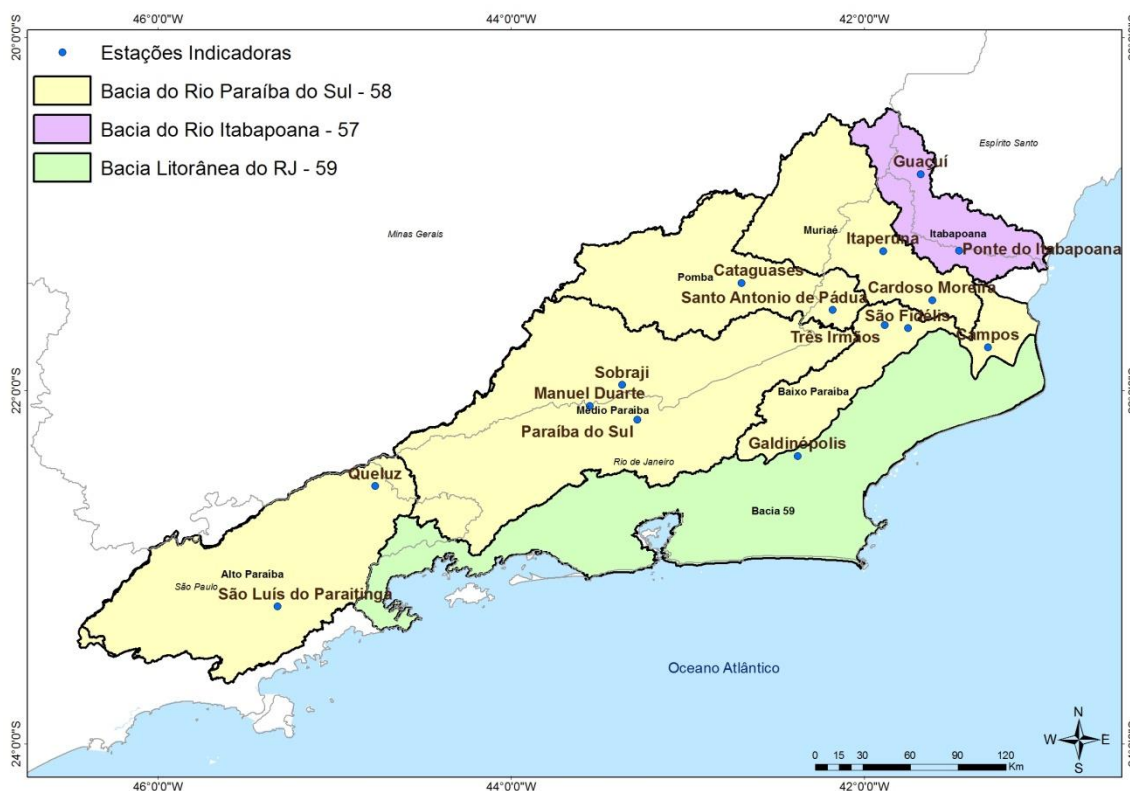 46°0'0"W 44°0'0"W 42°0'0"W
20°0'0"S
Estações Indicadoras
Bacia do Rio Paraíba do Sul - 58
Bacia do Rio Itabapoana - 57
Bacia Litorânea do RJ - 59
Espírito Santo
Guaçuí
Minas Gerais
Muriaé
Itabapoana
Itaperuna
Ponte do Itabapoana
Pomba
Cataguases
Cardoso Moreira
Santo Antonio de Pádua
São Fidélis
Três Irmãos
Campos
22°0'0"S
Sobraji
Manuel Duarte
Médio Paraiba
Baixo Paraiba
Paraíba do Sul
Galdinópolis
Rio de Janeiro
Queluz
Bacia 59
Alto Paraiba
São Paulo
São Luís do Paraitinga
Oceano Atlântico
N
W E
S
24°0'0"S
0 15 30 60 90 120
Km
46°0'0"W 44°0'0"W 42°0'0"W